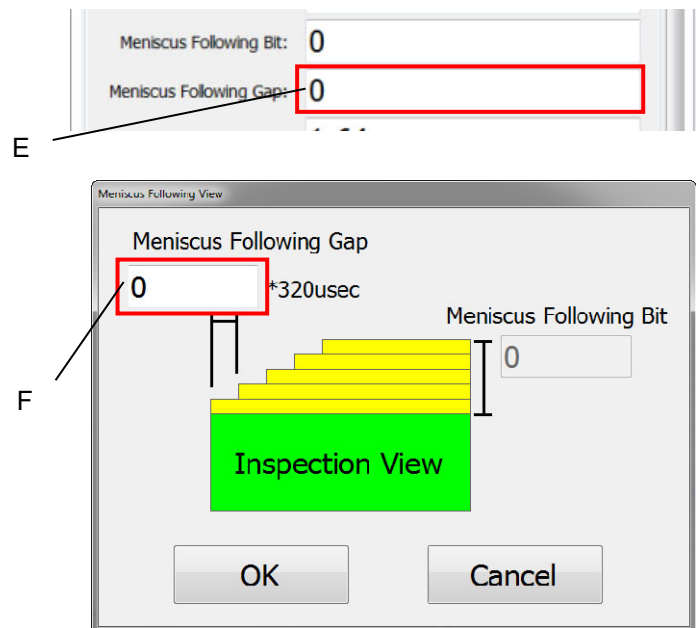 Meniscus Following Bit: 0
Meniscus Following Gap: 0
E
Meniscus Following View
Meniscus Following Gap
0 *320usec
Meniscus Following Bit
0
F
Inspection View
OK Cancel